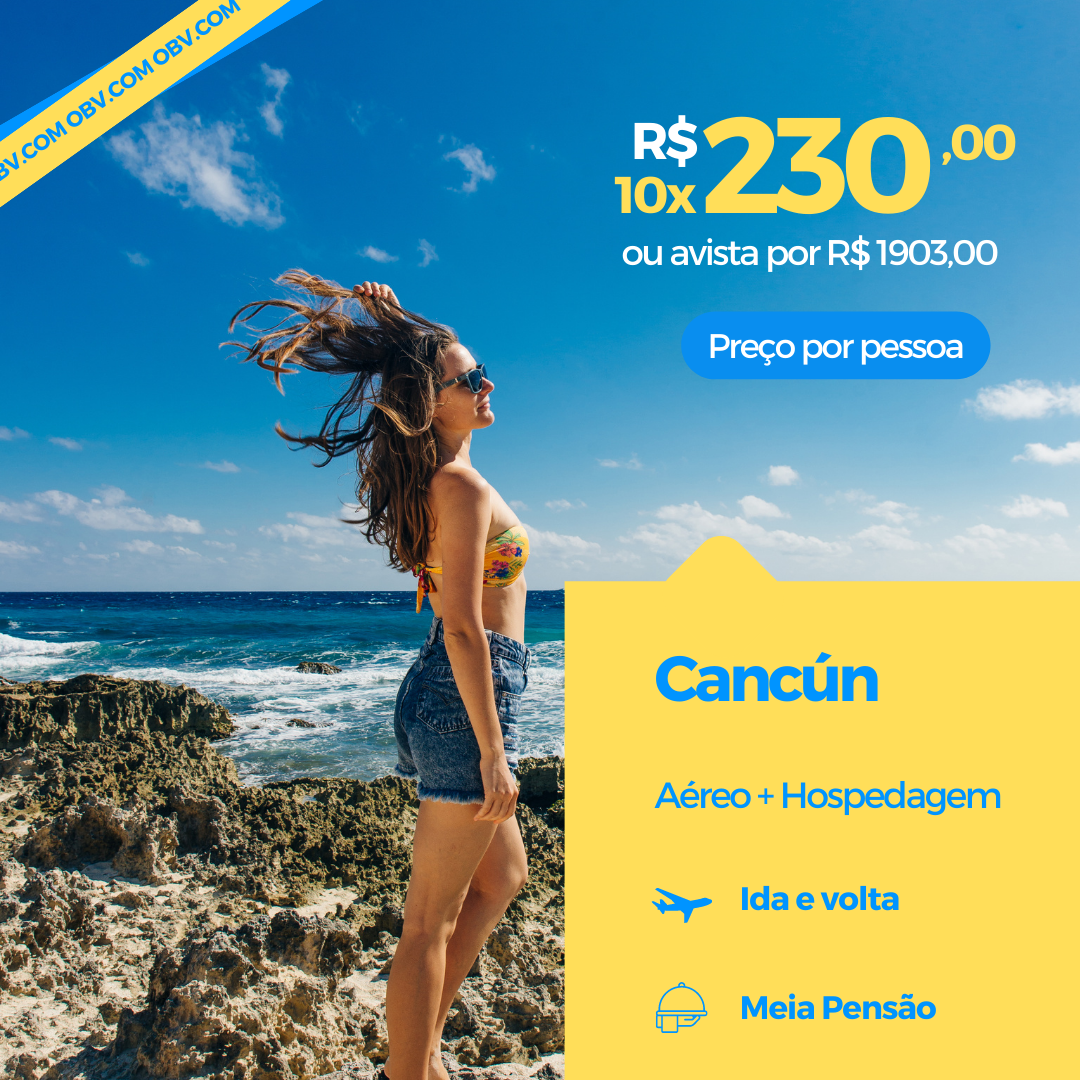 BV.COM OBV.COM OBV.COM
R$ 230,00
10x
ou avista por R$ 1903,00
Preço por pessoa
Cancún
Aéreo + Hospedagem
Ida e volta
Meia Pensão